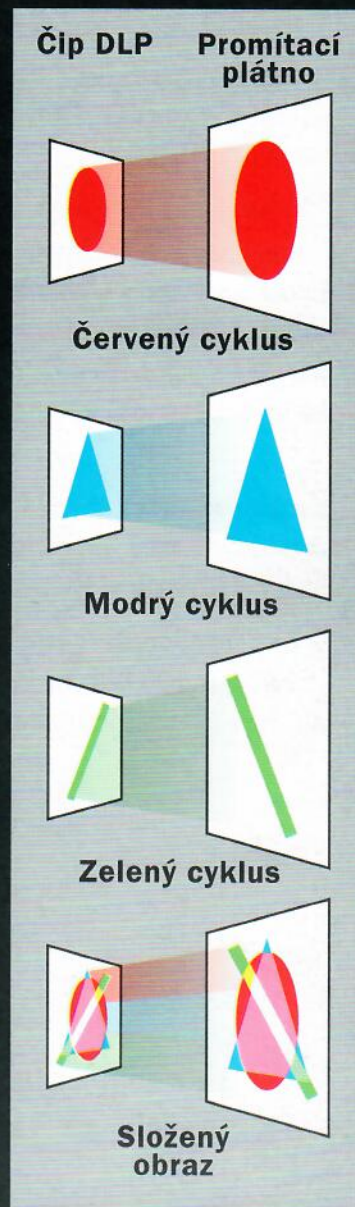 Čip DLP
Promítací
plátno
Červený cyklus
Modrý cyklus
Zelený cyklus
Složený
obraz